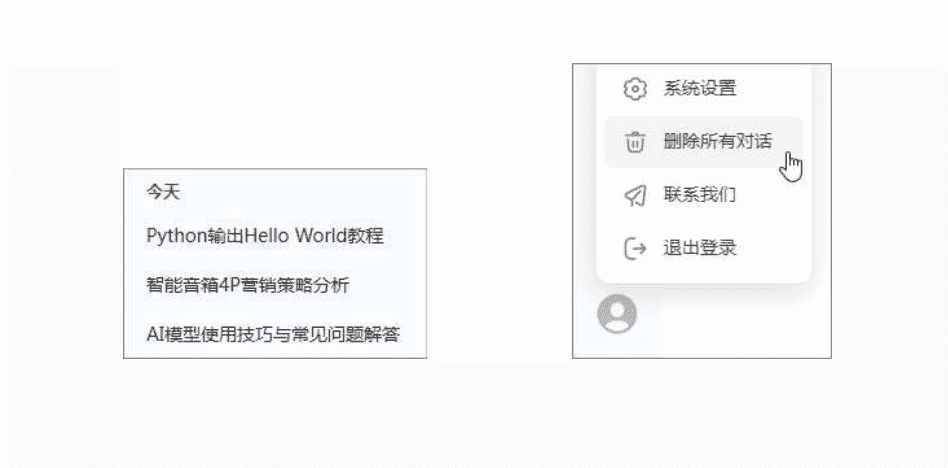 今天
Python输出Hello World教程
智能音箱4P营销策略分析
AI模型使用技巧与常见问题解答
系统设置
删除所有对话
联系我们
退出登录